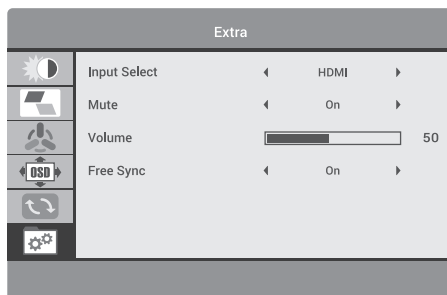 Extra
Input Select HDMI
Mute On
Volume 50
OSD Free Sync On